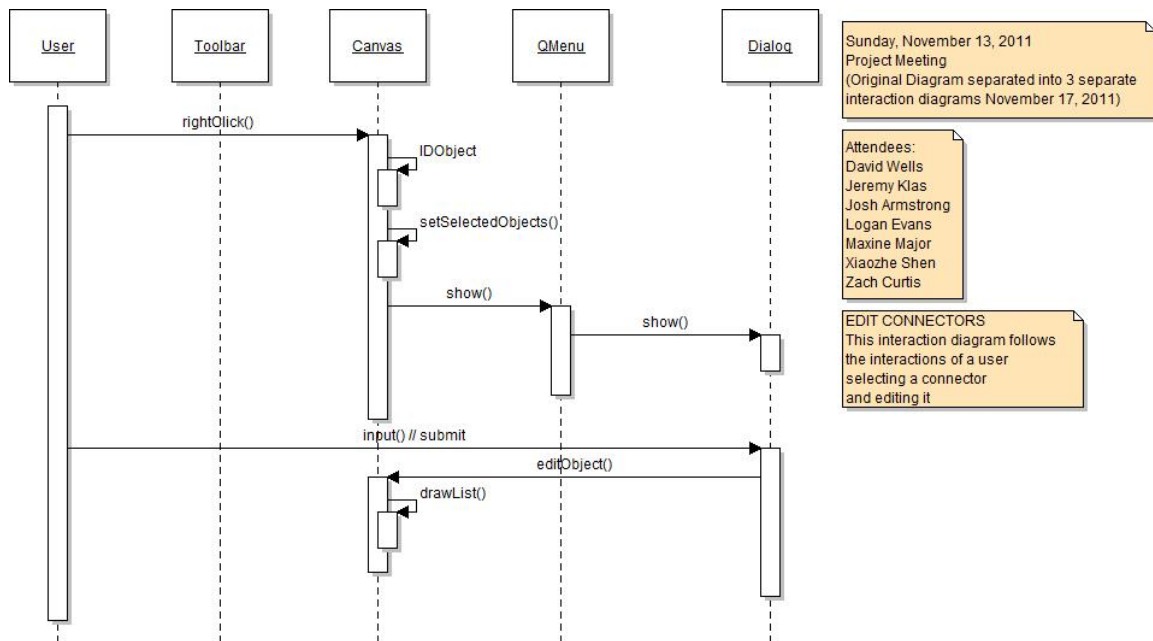 User
Toolbar
Canvas
QMenu
Dialog
Sunday, November 13, 2011
Project Meeting
(Original Diagram separated into 3 separate
interaction diagrams November 17, 2011)
rightClick()
IDObject
Attendees:
David Wells
Jeremy Klas
Josh Armstrong
Logan Evans
Maxine Major
Xiaozhe Shen
Zach Curtis
setSelectedObjects()
show()
show()
EDIT CONNECTORS
This interaction diagram follows
the interactions of a user
selecting a connector
and editing it
input() // submit
editObject()
drawList()